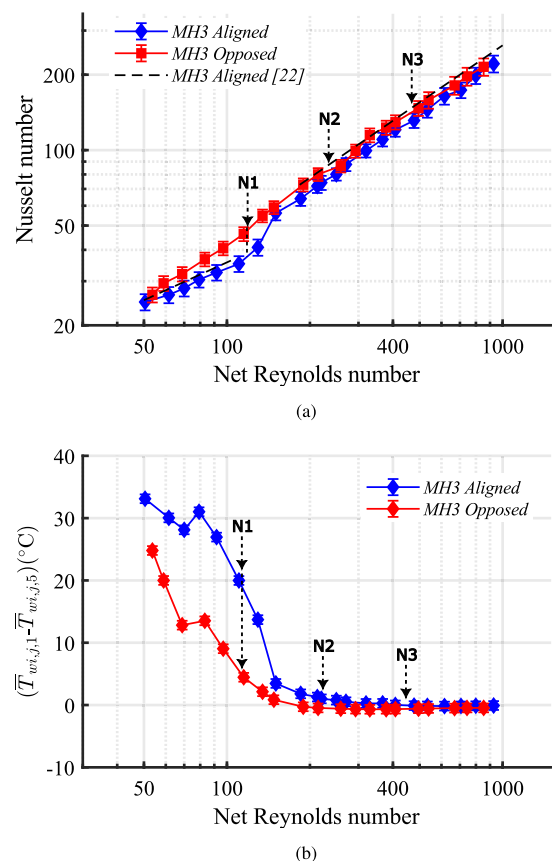 MH3 Aligned
MH3 Opposed
MH3 Aligned [22]
N1
N2
N3
Nusselt number
200
100
50
20
50
100
200
400
1000
Net Reynolds number
(a)
MH3 Aligned
MH3 Opposed
N1
N2
N3
(T̅wi,j,1-T̅wi,j,5)(°C)
40
30
20
10
0
-10
50
100
200
400
1000
Net Reynolds number
(b)